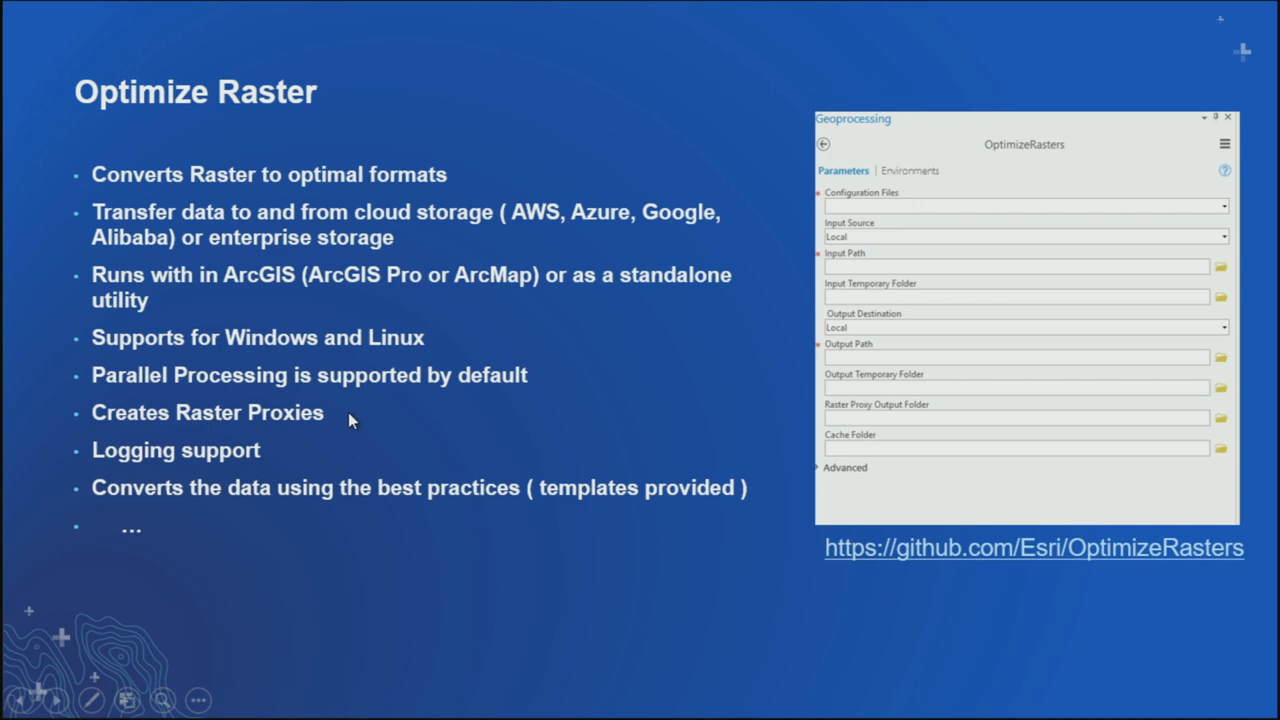 Optimize Raster
Converts Raster to optimal formats
Transfer data to and from cloud storage ( AWS, Azure, Google,
Alibaba) or enterprise storage
Runs with in ArcGIS (ArcGIS Pro or ArcMap) or as a standalone
utility
Supports for Windows and Linux
Parallel Processing is supported by default
Creates Raster Proxies
Logging support
Converts the data using the best practices ( templates provided )
...
Geoprocessing
OptimizeRasters
Parameters | Environments
* Configuration Files
Input Source
Local
* Input Path
Input Temporary Folder
Output Destination
Local
* Output Path
Output Temporary Folder
Raster Proxy Output Folder
Cache Folder
Advanced
https://github.com/Esri/OptimizeRasters